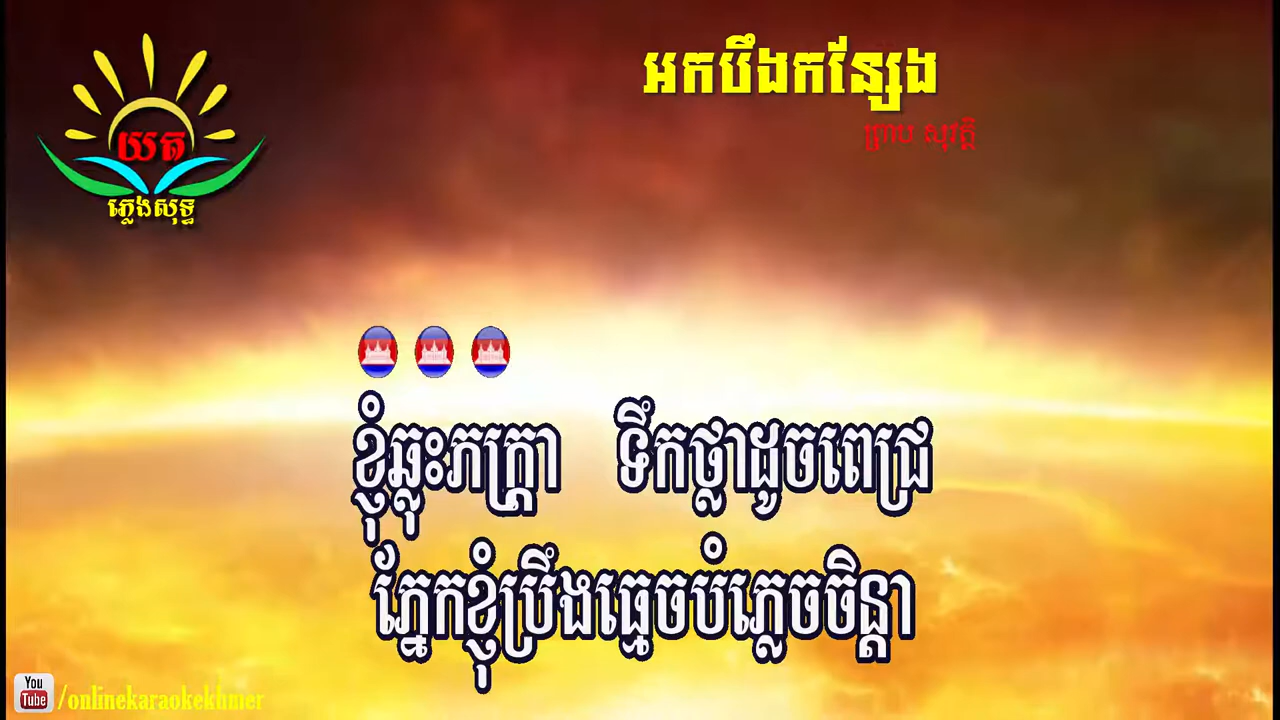 អកបឹងកន្សែង
ព្រាប សុវត្ថិ
យត
ភ្លេងសុទ្ធ
ខ្ញុំឆ្លុះភក្ត្រា ទឹកថ្លាដូចពេជ្រ
ភ្នែកខ្ញុំប្រឹងធ្មេចបំភ្លេចចិន្តា
You
Tube
/onlinekaraokekhmer